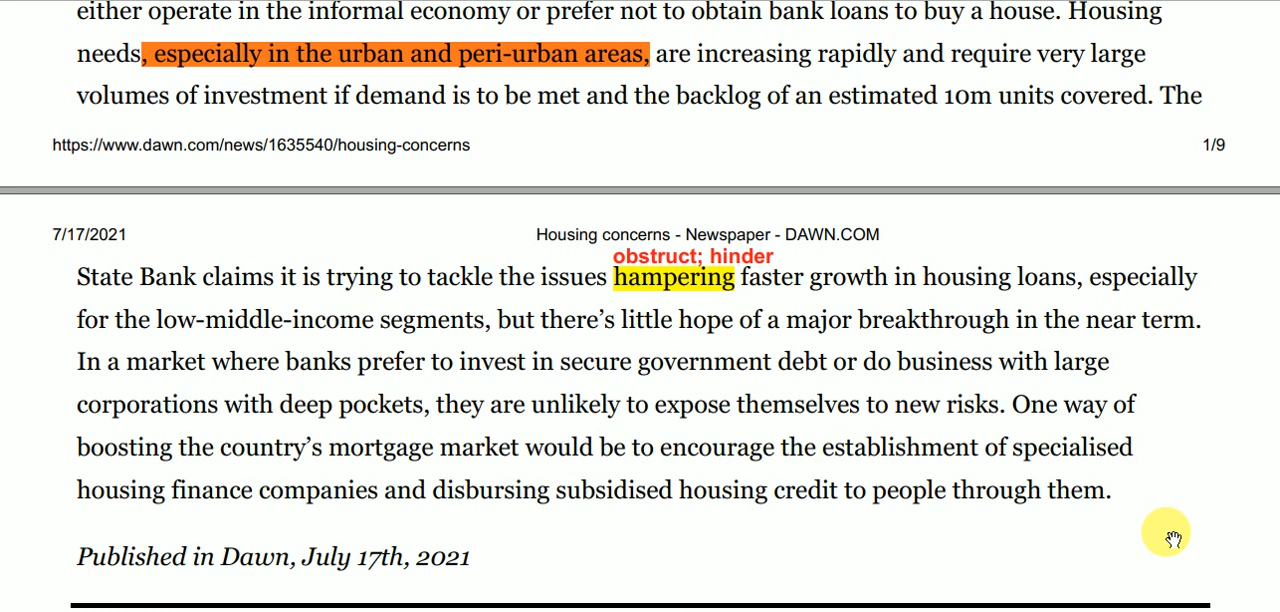 either operate in the informal economy or prefer not to obtain bank loans to buy a house. Housing
needs, especially in the urban and peri-urban areas, are increasing rapidly and require very large
volumes of investment if demand is to be met and the backlog of an estimated 10m units covered. The
https://www.dawn.com/news/1635540/housing-concerns 1/9
7/17/2021 Housing concerns - Newspaper - DAWN.COM
obstruct; hinder
State Bank claims it is trying to tackle the issues hampering faster growth in housing loans, especially
for the low-middle-income segments, but there’s little hope of a major breakthrough in the near term.
In a market where banks prefer to invest in secure government debt or do business with large
corporations with deep pockets, they are unlikely to expose themselves to new risks. One way of
boosting the country’s mortgage market would be to encourage the establishment of specialised
housing finance companies and disbursing subsidised housing credit to people through them.
Published in Dawn, July 17th, 2021